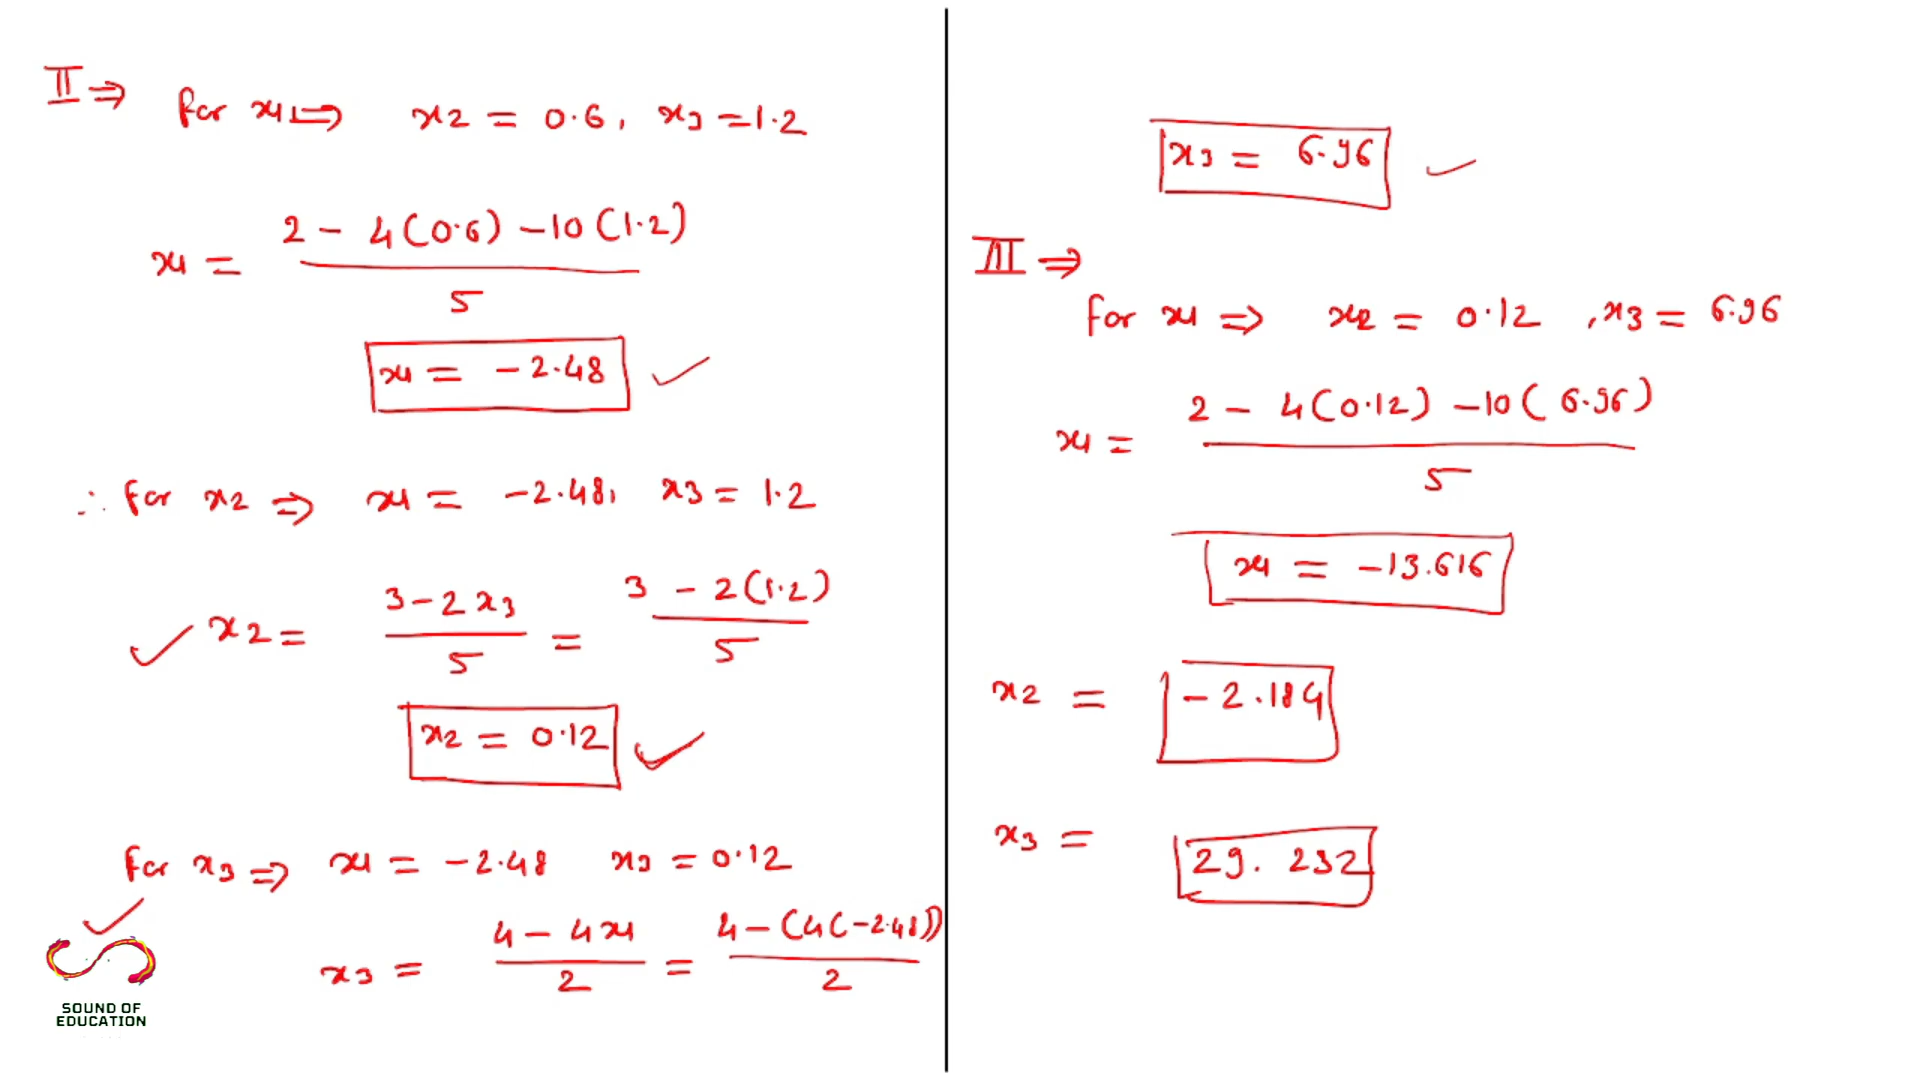 II ⇒ for x1 ⇒ x2 = 0.6, x3 = 1.2
2 - 4(0.6) - 10(1.2)
x1 =
5
x1 = -2.48
∴ for x2 ⇒ x1 = -2.48, x3 = 1.2
x2 = 3-2x3 = 3 - 2(1.2)
5 5
x2 = 0.12
for x3 ⇒ x1 = -2.48 x2 = 0.12
x3 = 4 - 4x1 = 4 - (4(-2.48))
2 2
SOUND OF
EDUCATION
x3 = 6.96
III ⇒
for x1 ⇒ x2 = 0.12, x3 = 6.96
2 - 4(0.12) - 10(6.96)
x1 =
5
x1 = -13.616
x2 = -2.184
x3 = 29.232